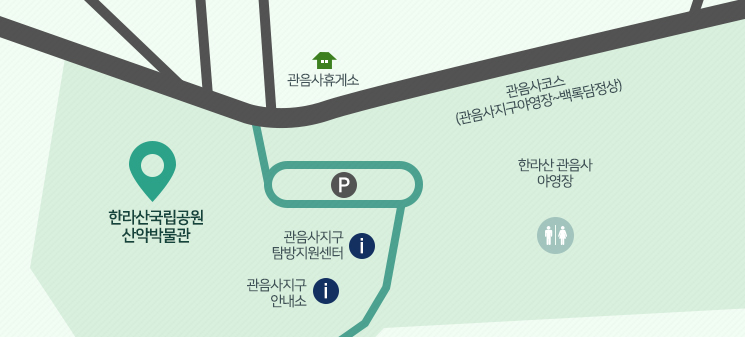 관음사휴게소
관음사코스
(관음사지구야영장~백록담정상)
한라산 관음사
야영장
P
한라산국립공원
산악박물관
관음사지구
탐방지원센터
i
관음사지구
안내소
i